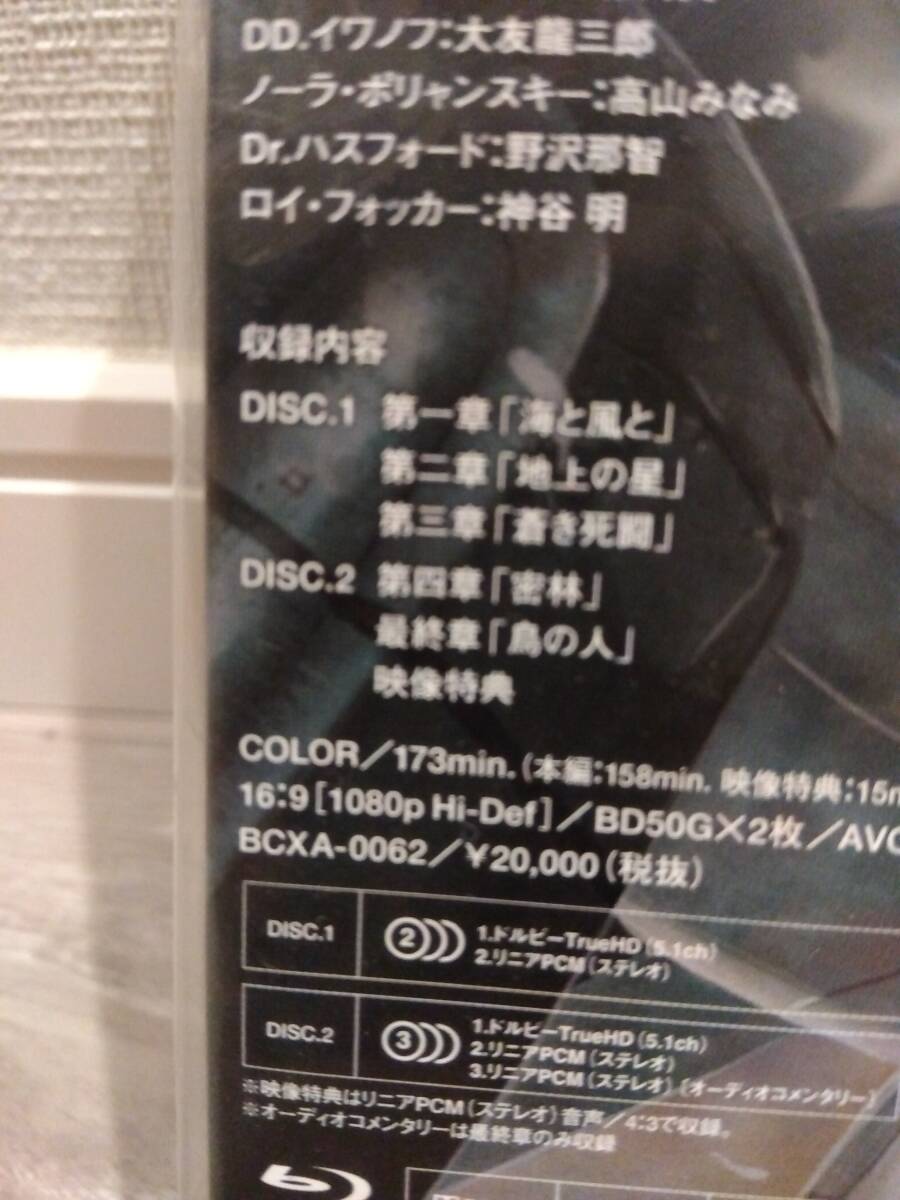 DD.イワノフ:大友龍三郎
ノーラ・ポリャンスキー:高山みなみ
Dr.ハスフォード:野沢那智
ロイ・フォッカー:神谷 明
収録内容
DISC.1 第一章「海と風と」
第二章「地上の星」
第三章「蒼き死闘」
DISC.2 第四章「密林」
最終章「鳥の人」
映像特典
COLOR/173min.(本編:158min. 映像特典:15m
16:9[1080p Hi-Def]/BD50G×2枚/AVC
BCXA-0062/¥20,000(税抜)
DISC.1 2 1.ドルビーTrueHD(5.1ch)
2.リニアPCM(ステレオ)
DISC.2 3 1.ドルビーTrueHD(5.1ch)
2.リニアPCM(ステレオ)
3.リニアPCM(ステレオ)〔オーディオコメンタリー〕
※映像特典はリニアPCM(ステレオ)音声/4:3で収録。
※オーディオコメンタリーは最終章のみ収録